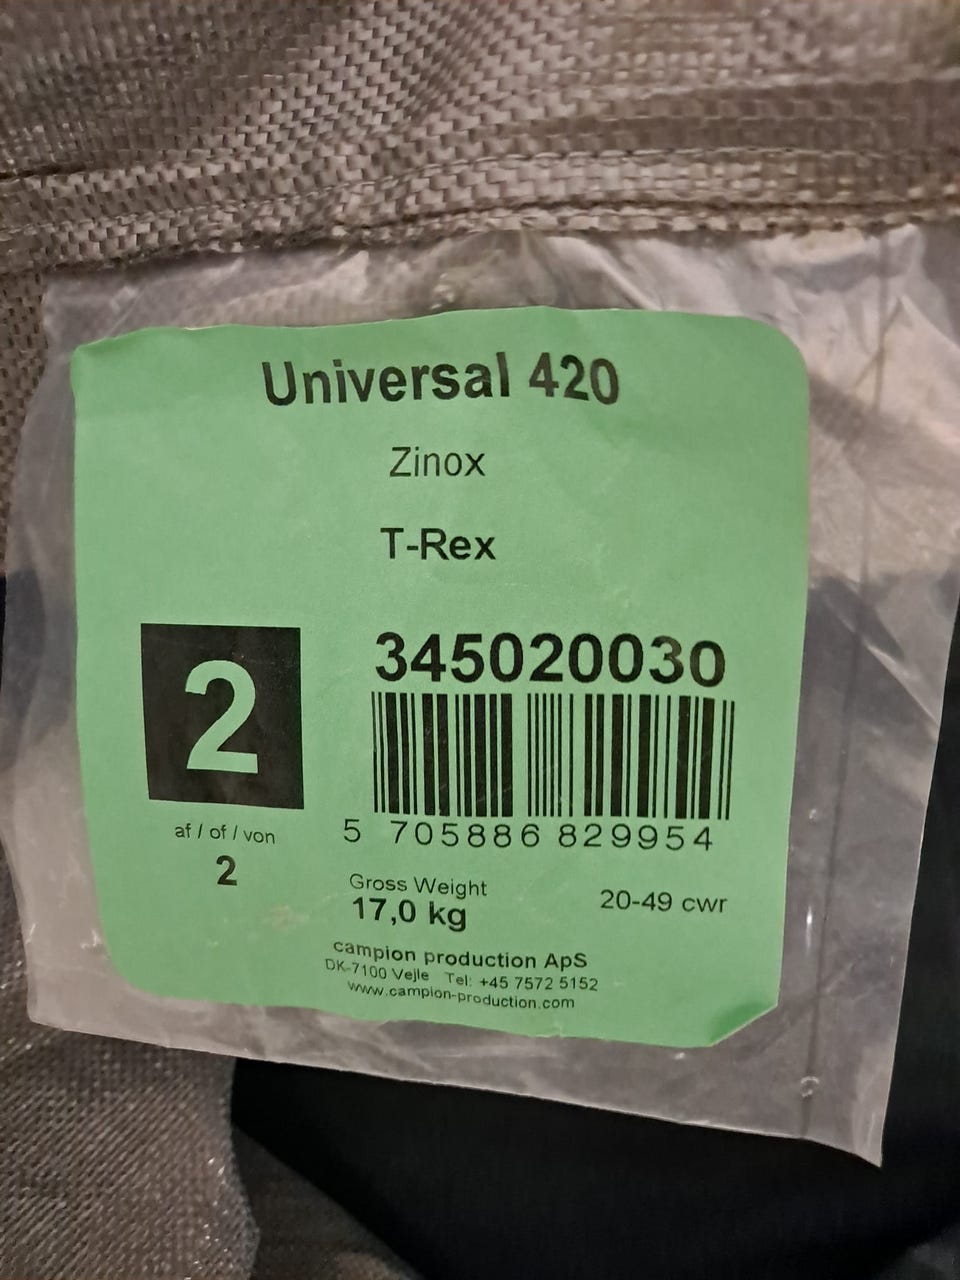 Universal 420
Zinox
T-Rex
2
af / of / von
2
345020030
5 705886 829954
Gross Weight
17,0 kg
20-49 cwr
campion production ApS
DK-7100 Vejle Tel: +45 7572 5152
www.campion-production.com